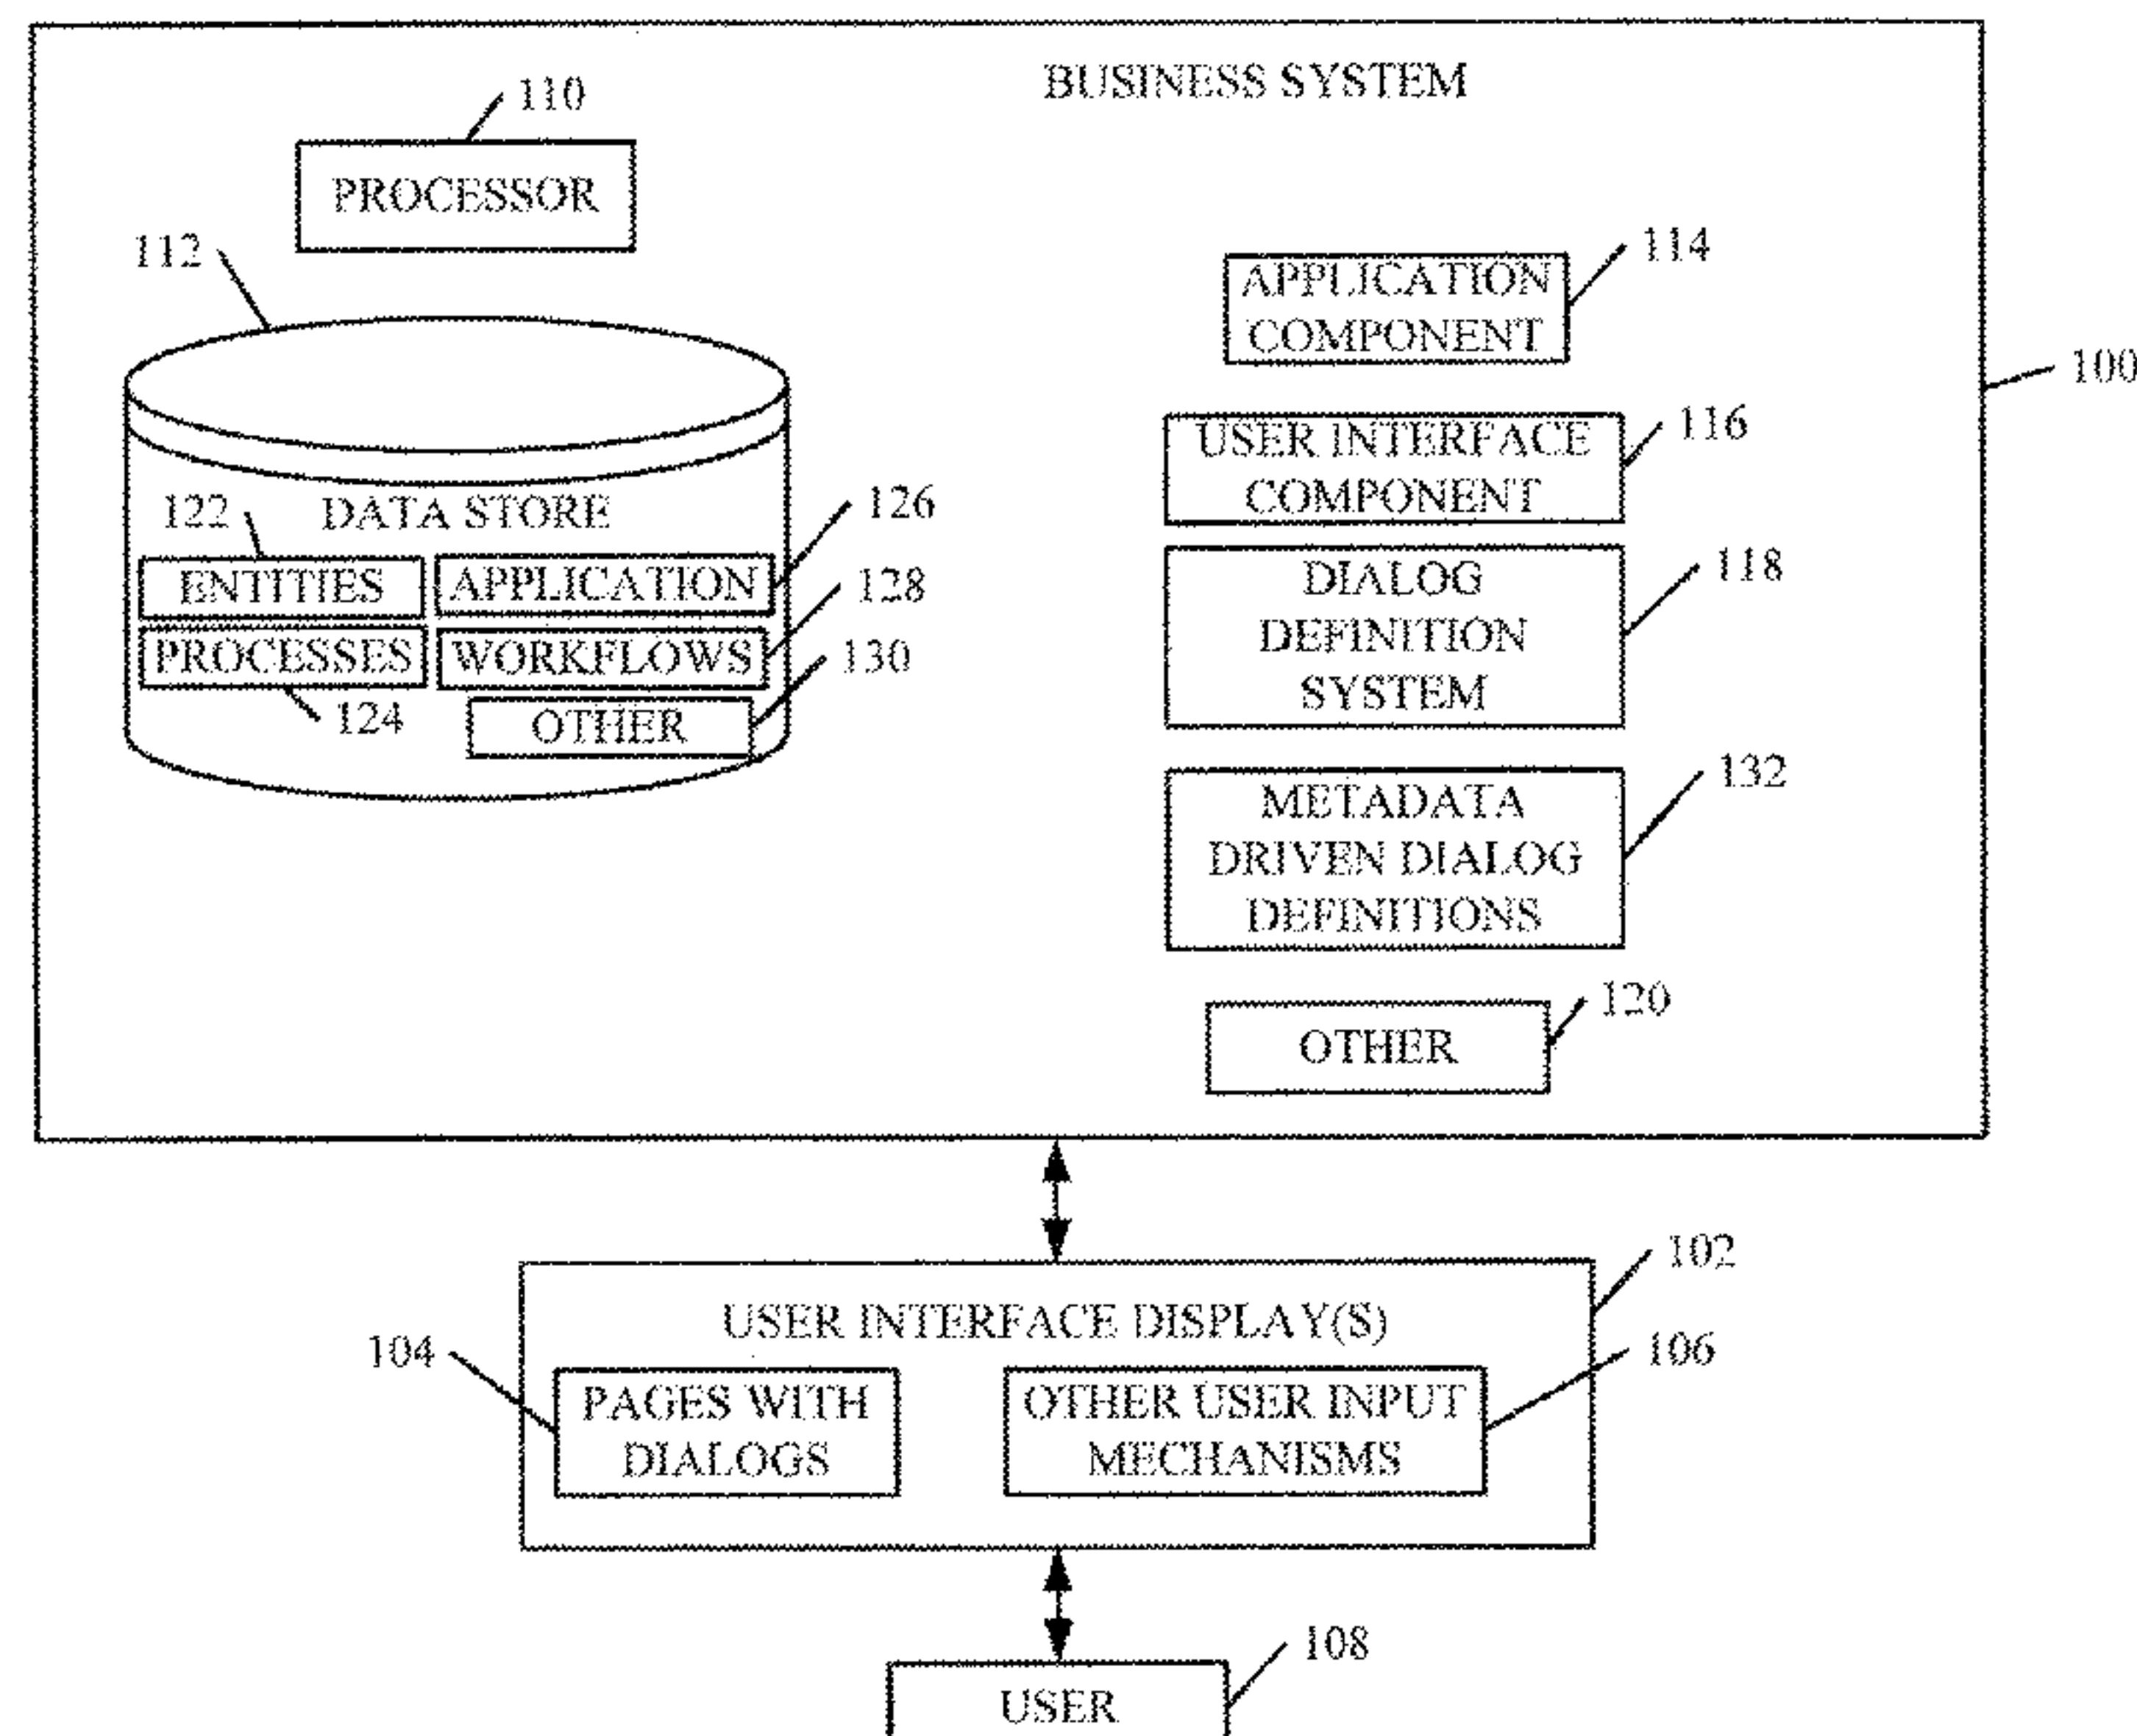 BUSINESS SYSTEM
110
PROCESSOR
112
114
APPLICATION
COMPONENT
100
116
USER INTERFACE
COMPONENT
DATA STORE
122
126
ENTITIES
APPLICATION
128
PROCESSES
WORKFLOWS
130
124
OTHER
118
DIALOG
DEFINITION
SYSTEM
132
METADATA
DRIVEN DIALOG
DEFINITIONS
120
OTHER
102
USER INTERFACE DISPLAY(S)
104
106
PAGES WITH
DIALOGS
OTHER USER INPUT
MECHANISMS
108
USER